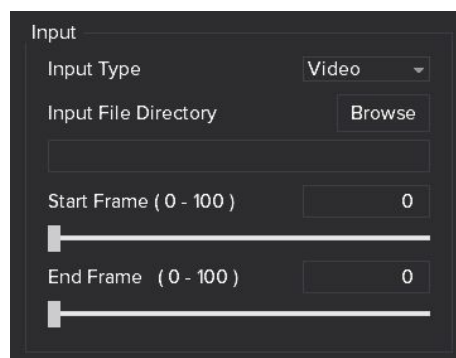 Input
Input Type Video
Input File Directory Browse
Start Frame ( 0 - 100 ) 0
End Frame ( 0 - 100 ) 0